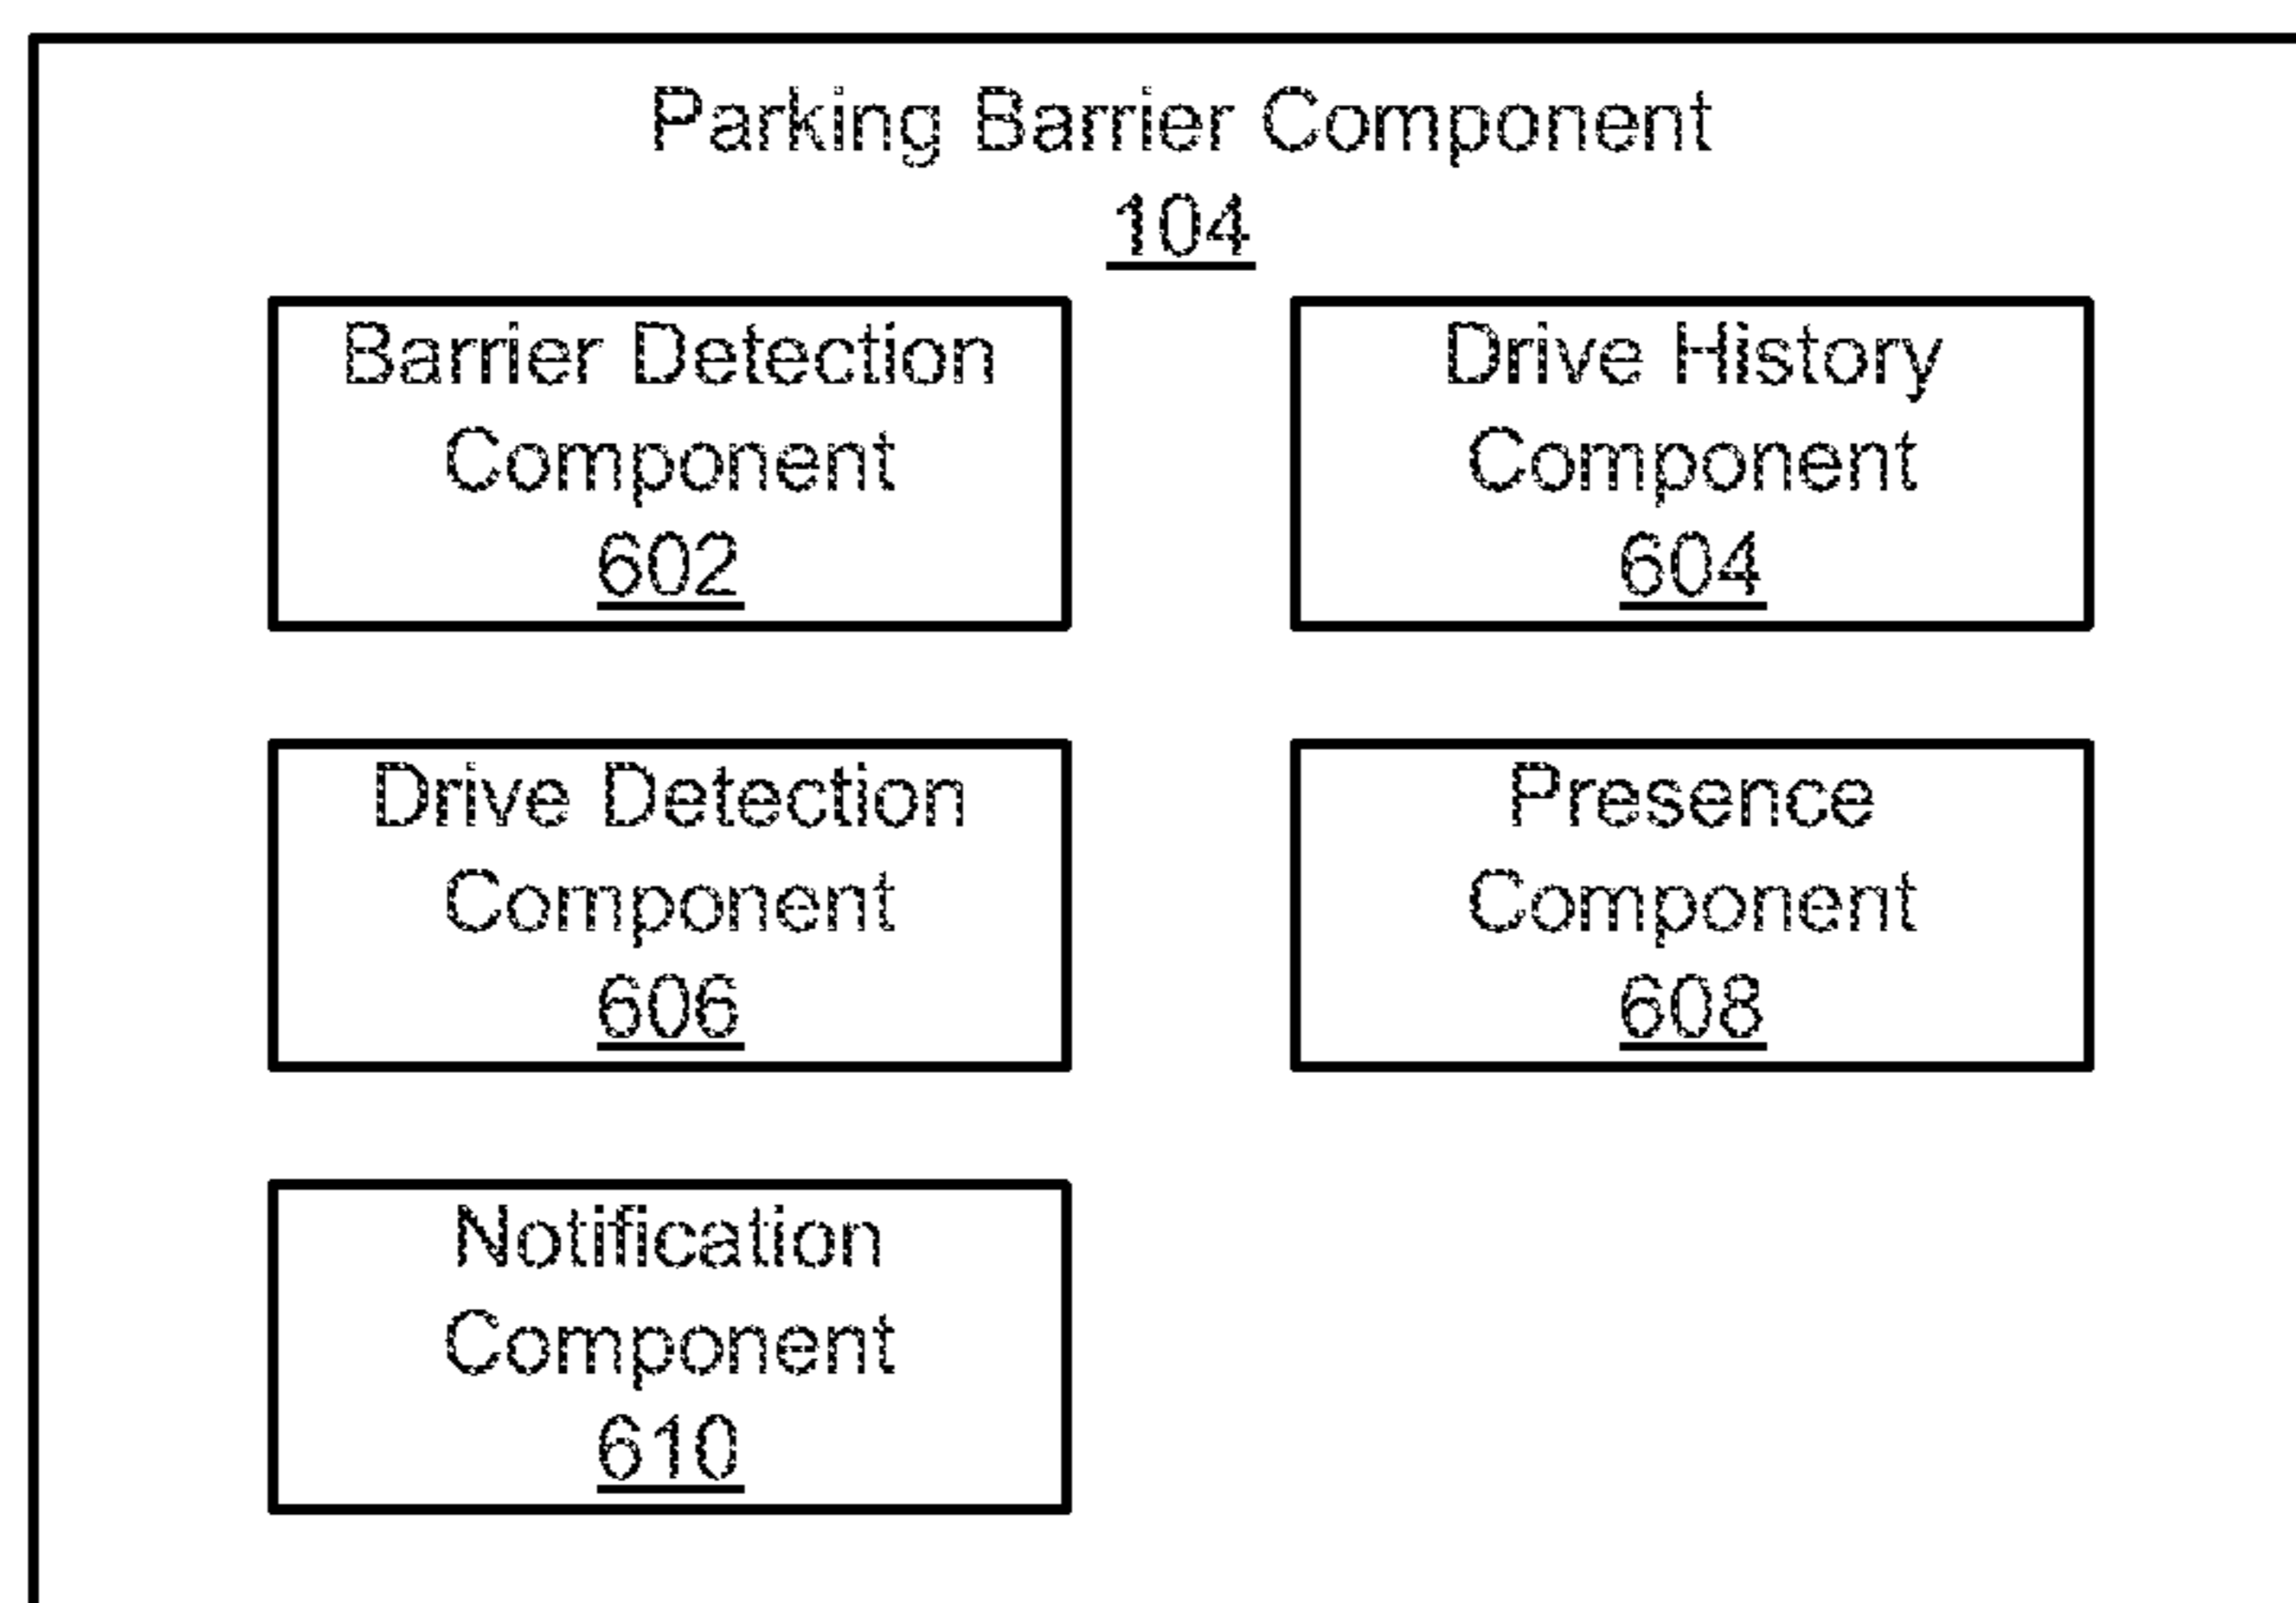 Parking Barrier Component
104
Barrier Detection
Component
602
Drive History
Component
604
Drive Detection
Component
606
Presence
Component
608
Notification
Component
610